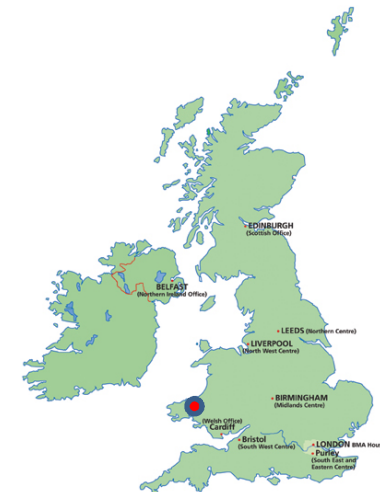 EDINBURGH
(Scottish Office)
BELFAST
(Northern Ireland Office)
LEEDS (Northern Centre)
LIVERPOOL
(North West Centre)
BIRMINGHAM
(Midlands Centre)
(Welsh Office)
Cardiff
Bristol
(South West Centre)
LONDON BMA Hous
Purley
(South East and
Eastern Centre)